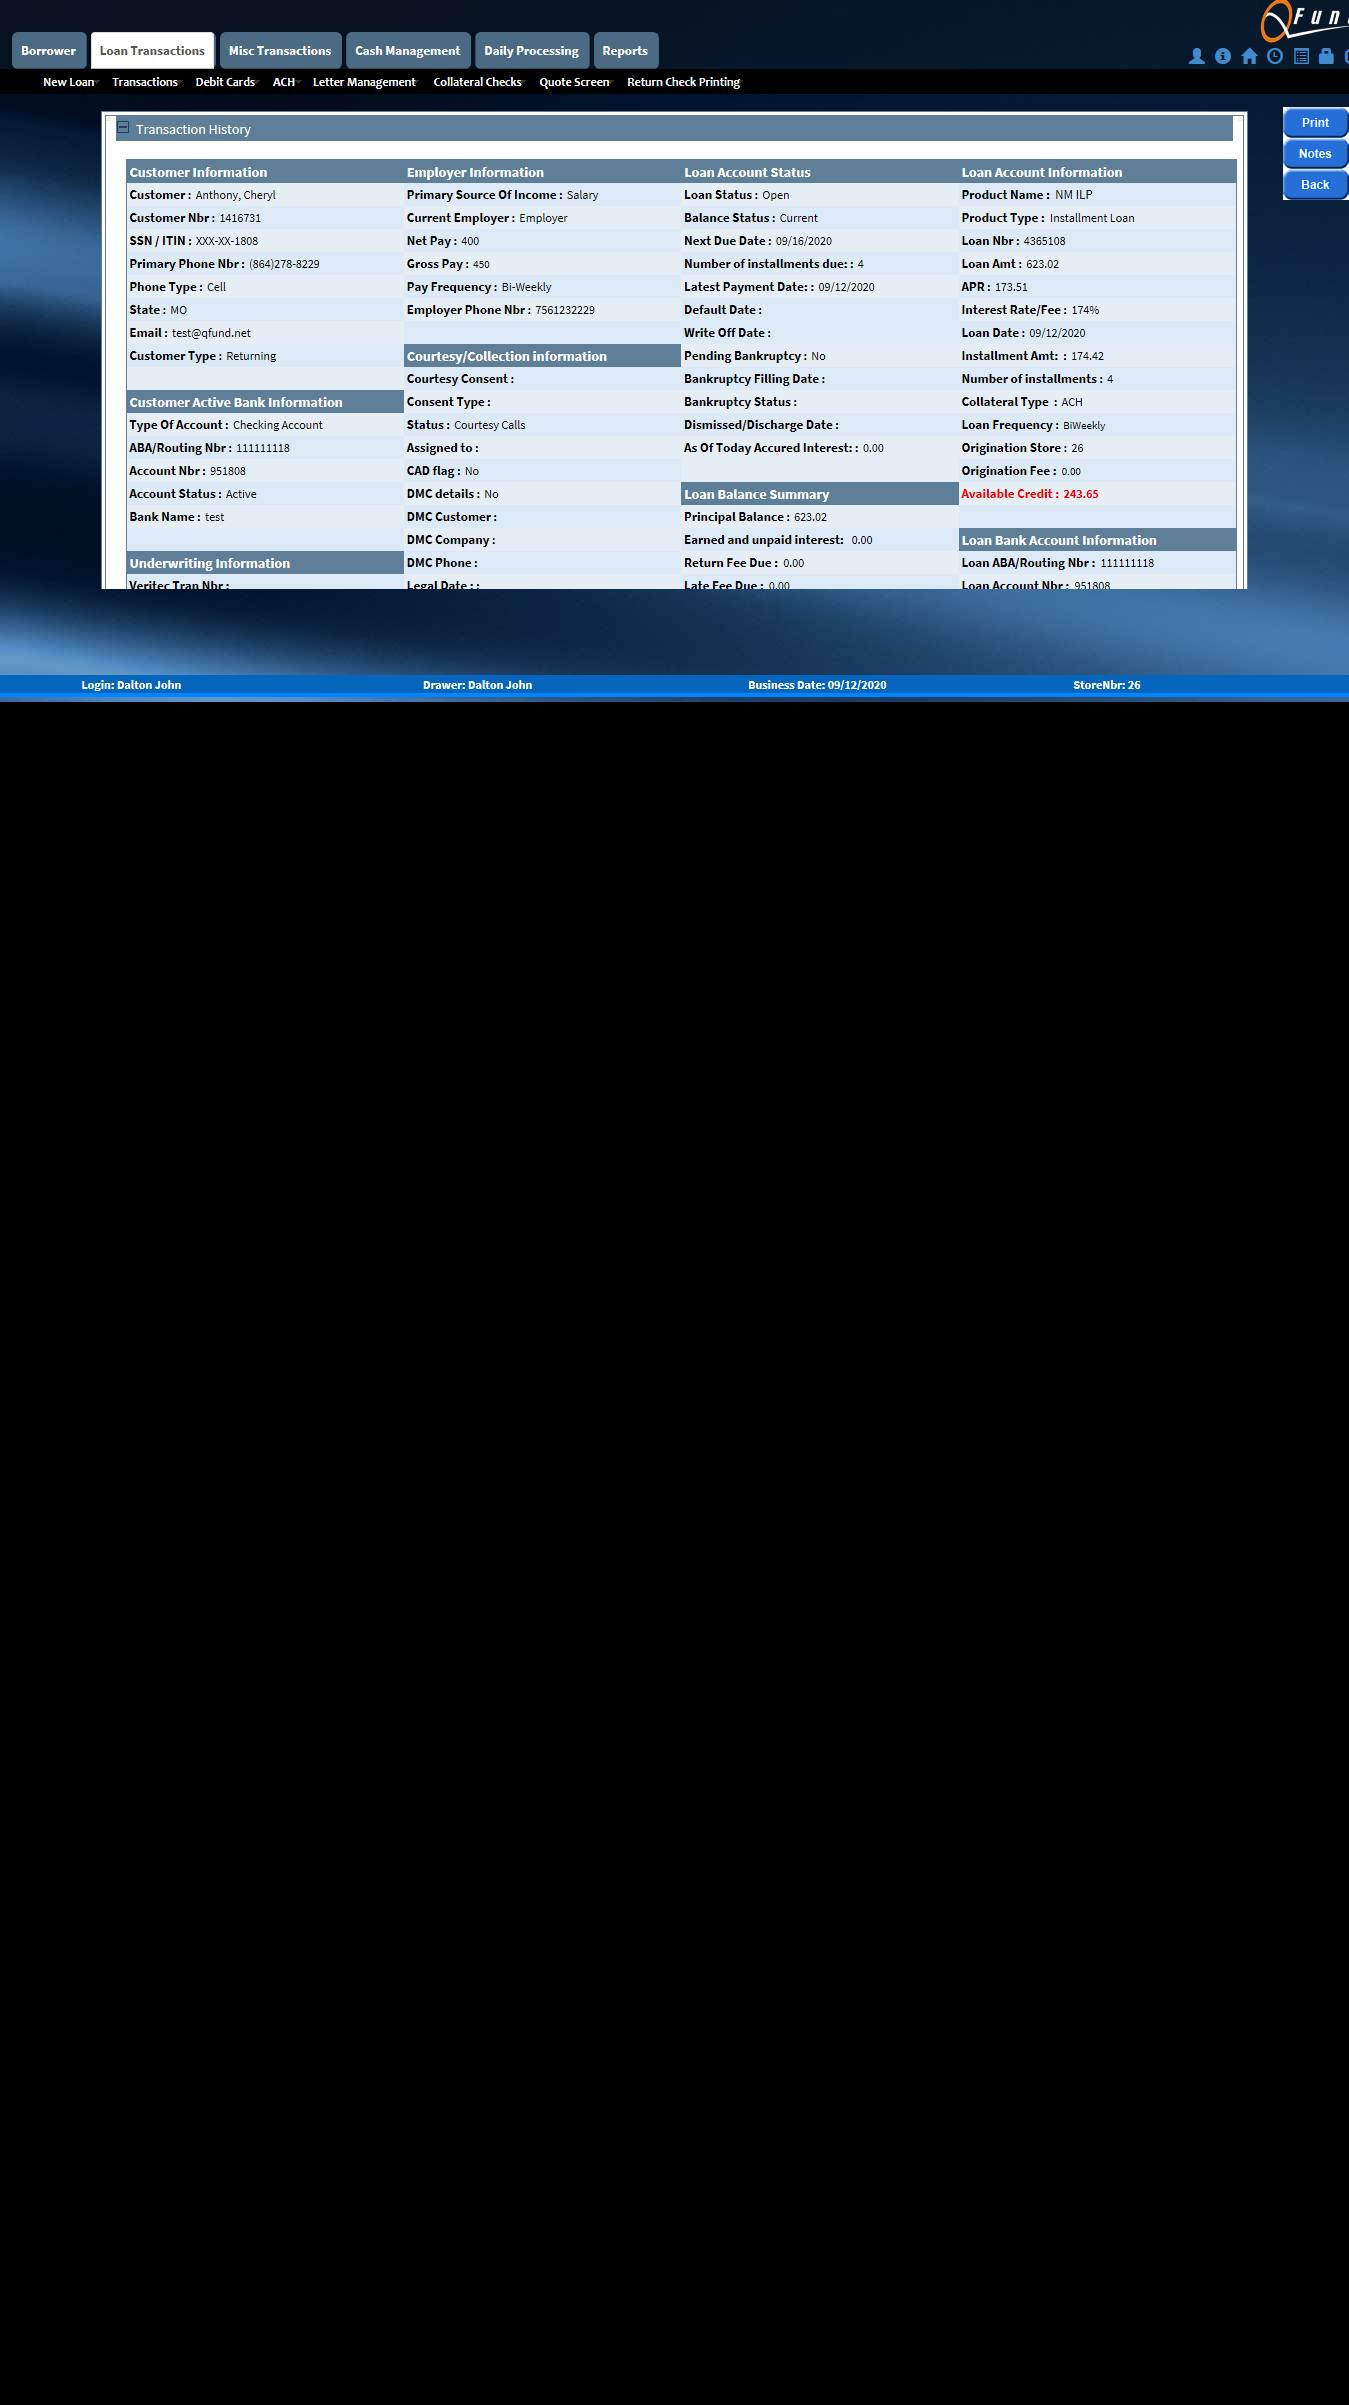 QFun
Borrower Loan Transactions Misc Transactions Cash Management Daily Processing Reports
New Loan Transactions Debit Cards ACH Letter Management Collateral Checks Quote Screen Return Check Printing
Print
Notes
Back
Transaction History
Customer Information
Customer : Anthony, Cheryl
Customer Nbr : 1416731
SSN / ITIN : XXX-XX-1808
Primary Phone Nbr : (864)278-8229
Phone Type : Cell
State : MO
Email : test@qfund.net
Customer Type : Returning
Customer Active Bank Information
Type Of Account : Checking Account
ABA/Routing Nbr : 111111118
Account Nbr : 951808
Account Status : Active
Bank Name : test
Underwriting Information
Veritec Tran Nbr :
Employer Information
Primary Source Of Income : Salary
Current Employer : Employer
Net Pay : 400
Gross Pay : 450
Pay Frequency : Bi-Weekly
Employer Phone Nbr : 7561232229
Courtesy/Collection information
Courtesy Consent :
Consent Type :
Status : Courtesy Calls
Assigned to :
CAD flag : No
DMC details : No
DMC Customer :
DMC Company :
DMC Phone :
Legal Date : :
Loan Account Status
Loan Status : Open
Balance Status : Current
Next Due Date : 09/16/2020
Number of installments due: : 4
Latest Payment Date: : 09/12/2020
Default Date :
Write Off Date :
Pending Bankruptcy : No
Bankruptcy Filling Date :
Bankruptcy Status :
Dismissed/Discharge Date :
As Of Today Accured Interest: : 0.00
Loan Balance Summary
Principal Balance : 623.02
Earned and unpaid interest: 0.00
Return Fee Due : 0.00
Late Fee Due : 0.00
Loan Account Information
Product Name : NM ILP
Product Type : Installment Loan
Loan Nbr : 4365108
Loan Amt : 623.02
APR : 173.51
Interest Rate/Fee : 174%
Loan Date : 09/12/2020
Installment Amt: : 174.42
Number of installments : 4
Collateral Type : ACH
Loan Frequency : BiWeekly
Origination Store : 26
Origination Fee : 0.00
Available Credit : 243.65
Loan Bank Account Information
Loan ABA/Routing Nbr : 111111118
Loan Account Nbr : 951808
Login: Dalton John Drawer: Dalton John Business Date: 09/12/2020 StoreNbr: 26